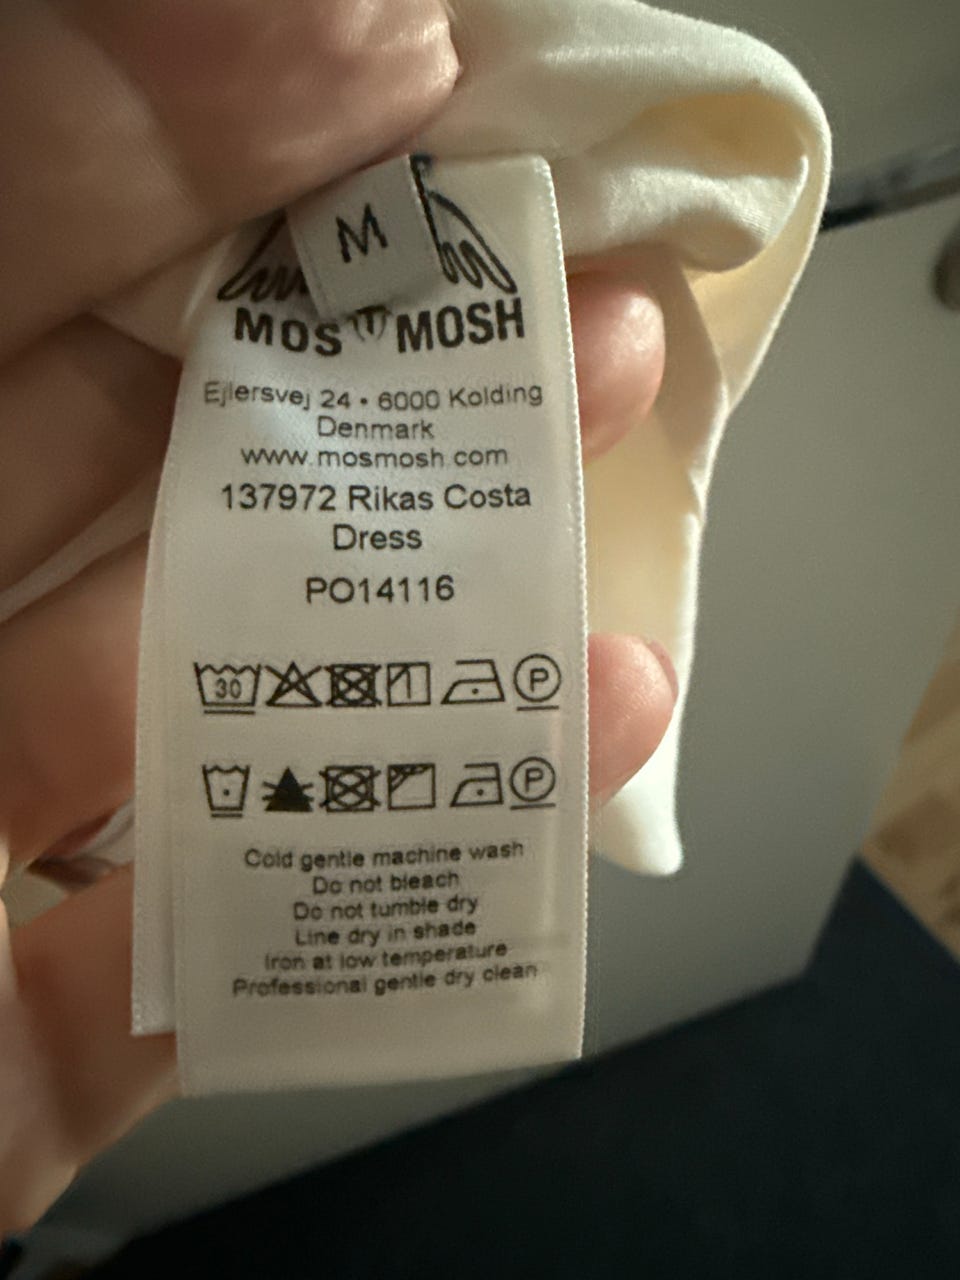 M
MOS MOSH
Ejlersvej 24 • 6000 Kolding
Denmark
www.mosmosh.com
137972 Rikas Costa
Dress
PO14116
30 P
P
Cold gentle machine wash
Do not bleach
Do not tumble dry
Line dry in shade
Iron at low temperature
Professional gentle dry clean